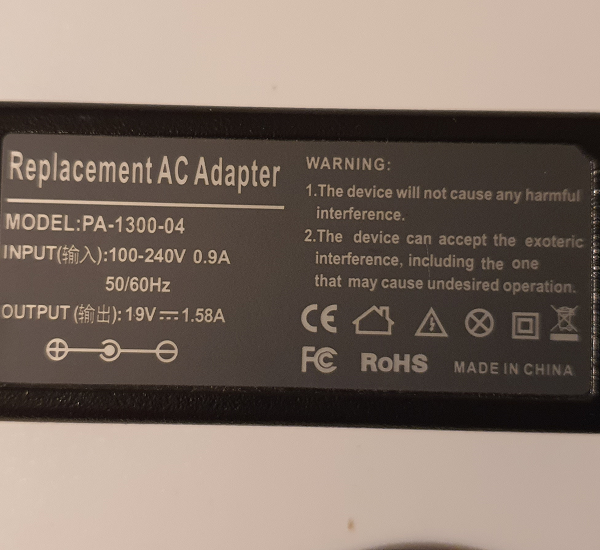 Replacement AC Adapter
MODEL:PA-1300-04
INPUT(输入):100-240V 0.9A
50/60Hz
OUTPUT (输出): 19V⎓1.58A
WARNING:
1.The device will not cause any harmful
interference.
2.The device can accept the exoteric
interference, including the one
that may cause undesired operation.
CE
FC RoHS MADE IN CHINA